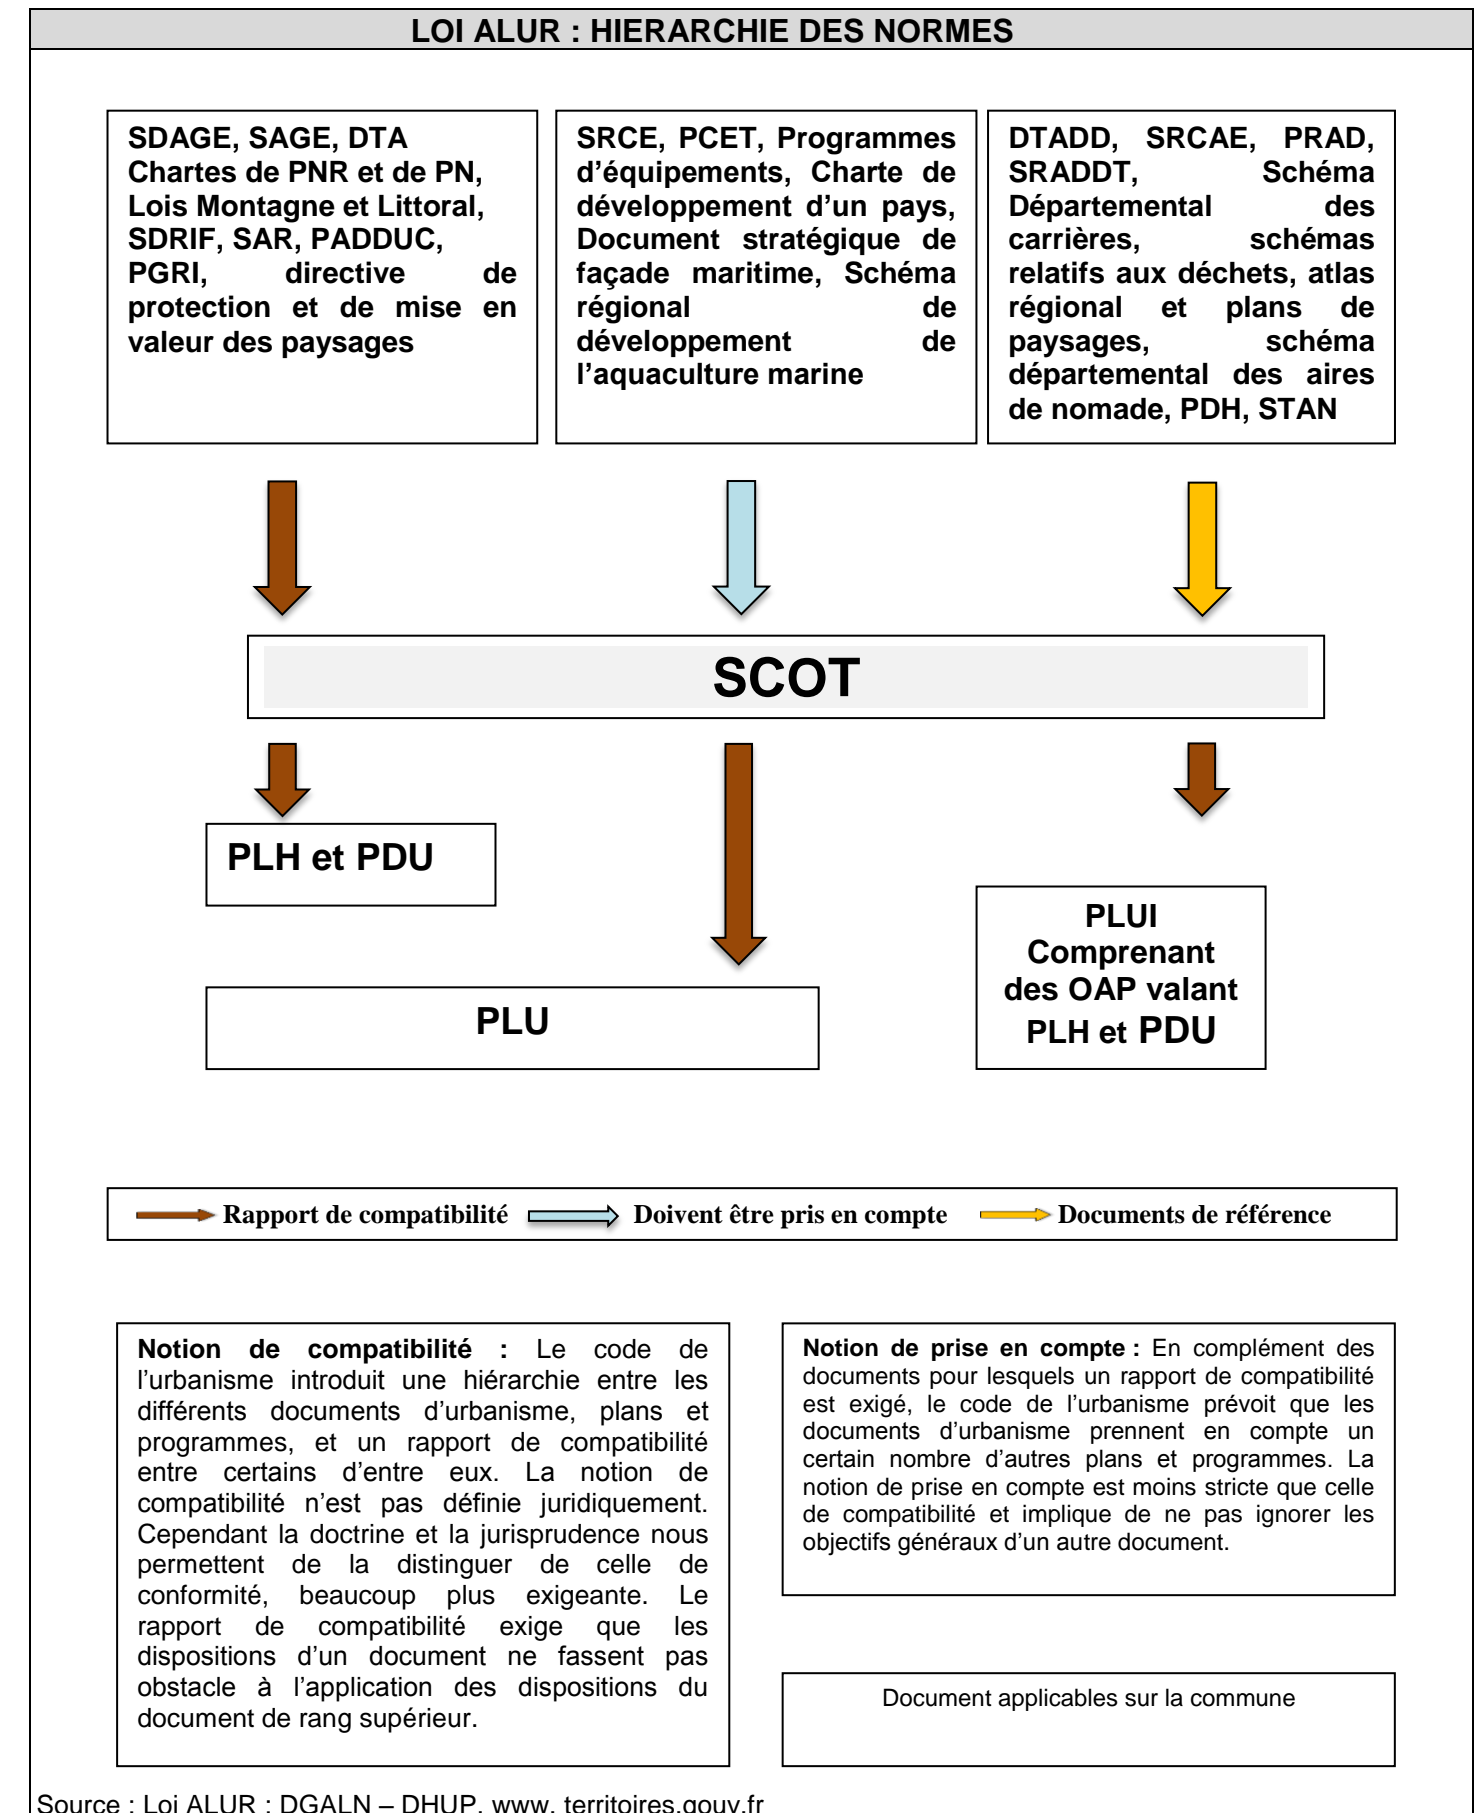 LOI ALUR : HIERARCHIE DES NORMES
SDAGE, SAGE, DTA
Chartes de PNR et de PN,
Lois Montagne et Littoral,
SDRIF, SAR, PADDUC,
PGRI, directive de
protection et de mise en
valeur des paysages
SRCE, PCET, Programmes
d’équipements, Charte de
développement d’un pays,
Document stratégique de
façade maritime, Schéma
régional de
développement de
l’aquaculture marine
DTADD, SRCAE, PRAD,
SRADDT, Schéma
Départemental des
carrières, schémas
relatifs aux déchets, atlas
régional et plans de
paysages, schéma
départemental des aires
de nomade, PDH, STAN
SCOT
PLH et PDU
PLU
PLUI
Comprenant
des OAP valant
PLH et PDU
Rapport de compatibilité
Doivent être pris en compte
Documents de référence
Notion de compatibilité : Le code de
l’urbanisme introduit une hiérarchie entre les
différents documents d’urbanisme, plans et
programmes, et un rapport de compatibilité
entre certains d’entre eux. La notion de
compatibilité n’est pas définie juridiquement.
Cependant la doctrine et la jurisprudence nous
permettent de la distinguer de celle de
conformité, beaucoup plus exigeante. Le
rapport de compatibilité exige que les
dispositions d’un document ne fassent pas
obstacle à l’application des dispositions du
document de rang supérieur.
Notion de prise en compte : En complément des
documents pour lesquels un rapport de compatibilité
est exigé, le code de l’urbanisme prévoit que les
documents d’urbanisme prennent en compte un
certain nombre d’autres plans et programmes. La
notion de prise en compte est moins stricte que celle
de compatibilité et implique de ne pas ignorer les
objectifs généraux d’un autre document.
Document applicables sur la commune
Source : Loi ALUR : DGALN – DHUP, www. territoires.gouv.fr